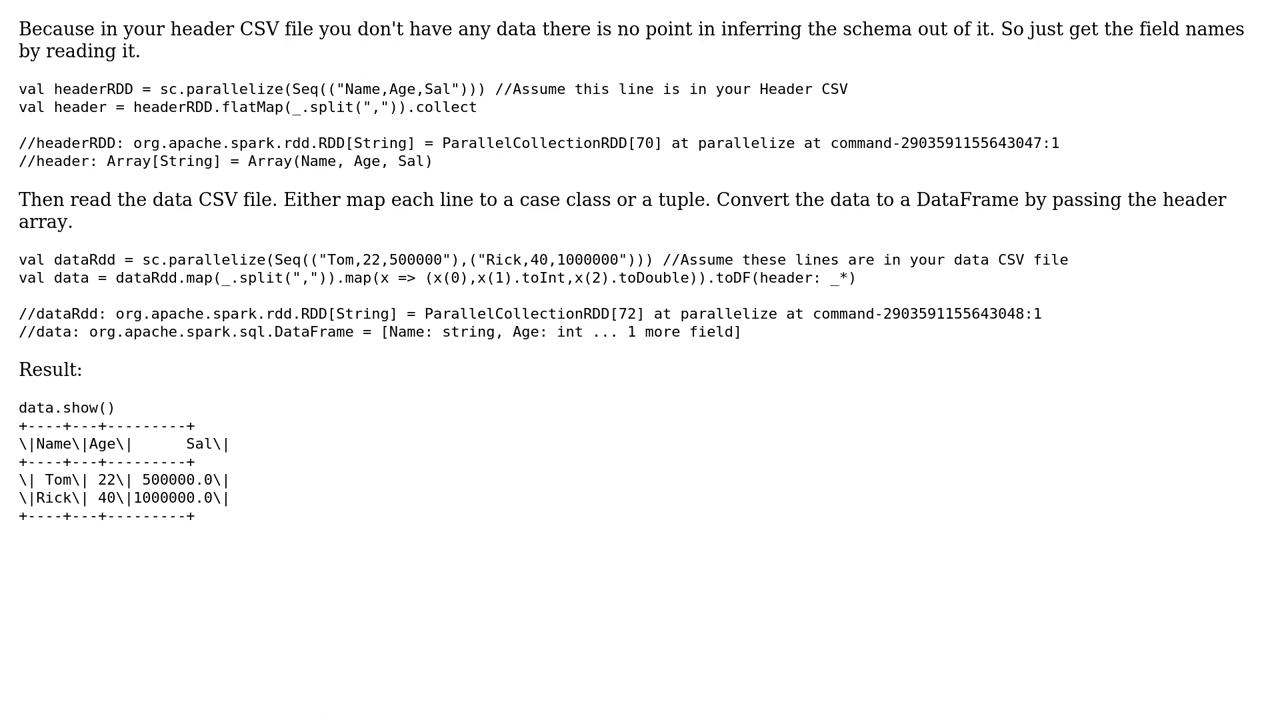 Because in your header CSV file you don't have any data there is no point in inferring the schema out of it. So just get the field names
by reading it.
val headerRDD = sc.parallelize(Seq(("Name,Age,Sal"))) //Assume this line is in your Header CSV
val header = headerRDD.flatMap(_.split(",")).collect
//headerRDD: org.apache.spark.rdd.RDD[String] = ParallelCollectionRDD[70] at parallelize at command-2903591155643047:1
//header: Array[String] = Array(Name, Age, Sal)
Then read the data CSV file. Either map each line to a case class or a tuple. Convert the data to a DataFrame by passing the header
array.
val dataRdd = sc.parallelize(Seq(("Tom,22,500000"),("Rick,40,1000000"))) //Assume these lines are in your data CSV file
val data = dataRdd.map(_.split(",")).map(x => (x(0),x(1).toInt,x(2).toDouble)).toDF(header: _*)
//dataRdd: org.apache.spark.rdd.RDD[String] = ParallelCollectionRDD[72] at parallelize at command-2903591155643048:1
//data: org.apache.spark.sql.DataFrame = [Name: string, Age: int ... 1 more field]
Result:
data.show()
+----+---+---------+
\|Name\|Age\|      Sal\|
+----+---+---------+
\| Tom\| 22\| 500000.0\|
\|Rick\| 40\|1000000.0\|
+----+---+---------+